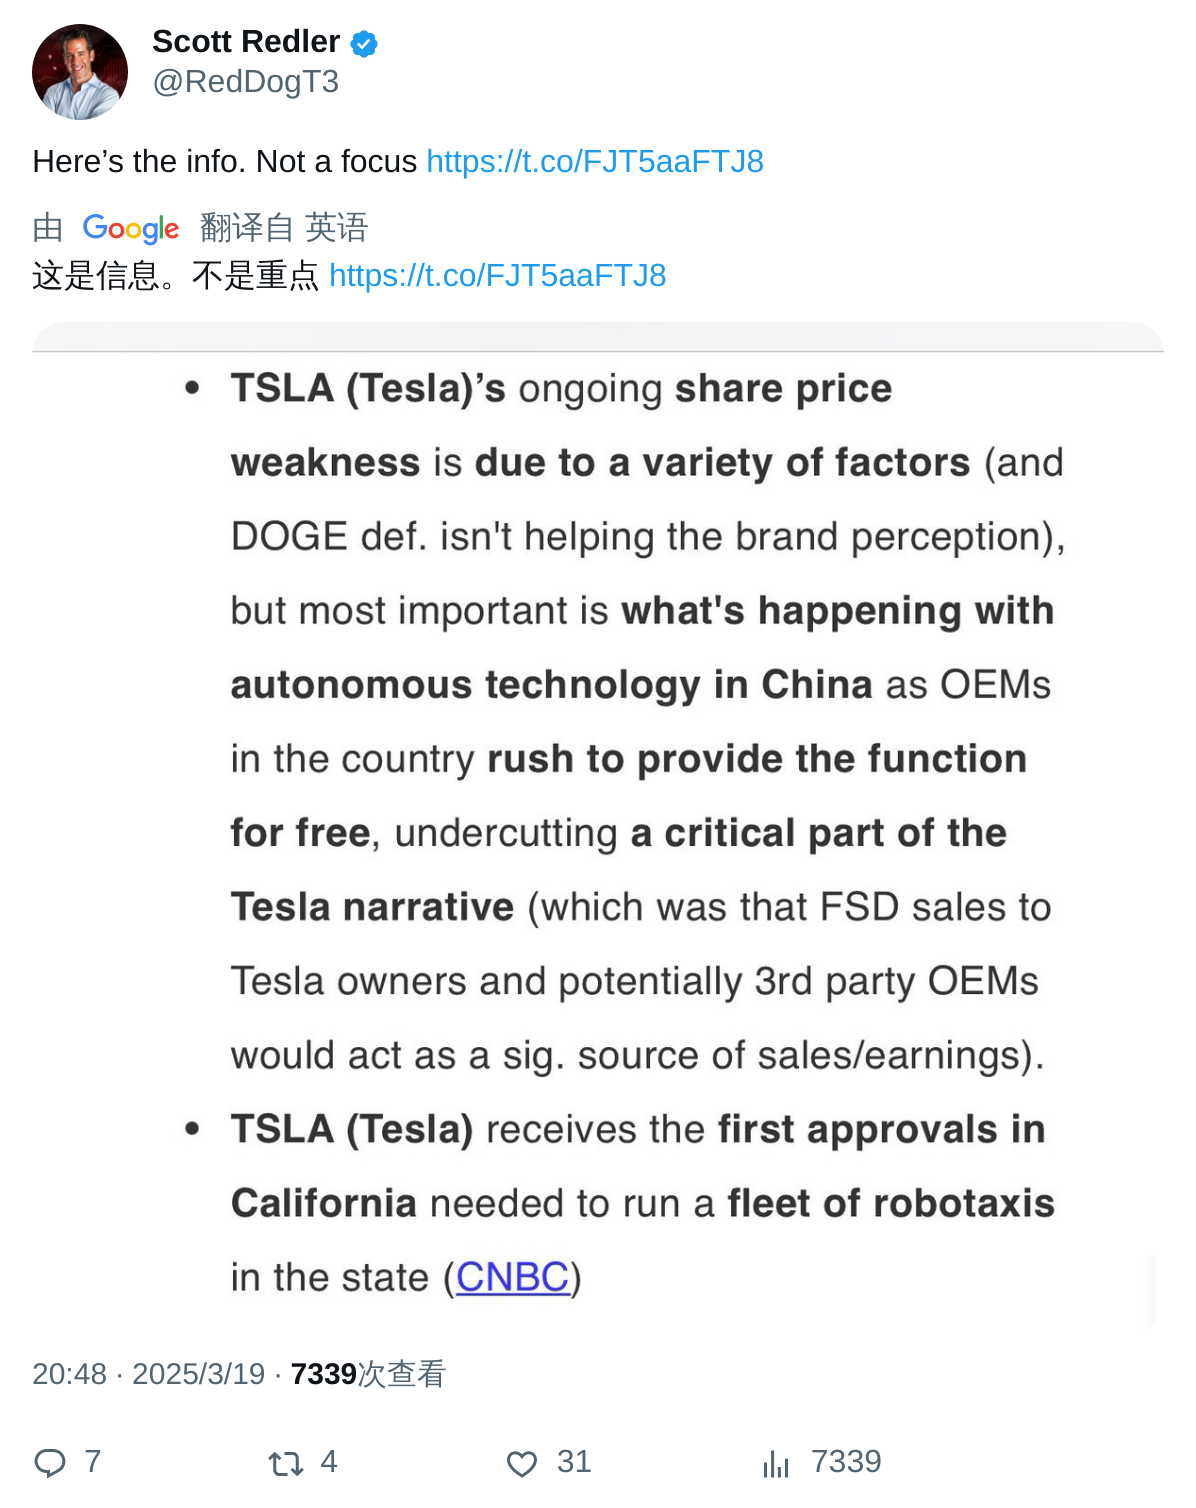 Scott Redler
@RedDogT3
Here’s the info. Not a focus https://t.co/FJT5aaFTJ8
由 Google 翻译自 英语
这是信息。不是重点 https://t.co/FJT5aaFTJ8
• TSLA (Tesla)’s ongoing share price
weakness is due to a variety of factors (and
DOGE def. isn't helping the brand perception),
but most important is what's happening with
autonomous technology in China as OEMs
in the country rush to provide the function
for free, undercutting a critical part of the
Tesla narrative (which was that FSD sales to
Tesla owners and potentially 3rd party OEMs
would act as a sig. source of sales/earnings).
• TSLA (Tesla) receives the first approvals in
California needed to run a fleet of robotaxis
in the state (CNBC)
20:48 · 2025/3/19 · 7339次查看
7 4 31 7339